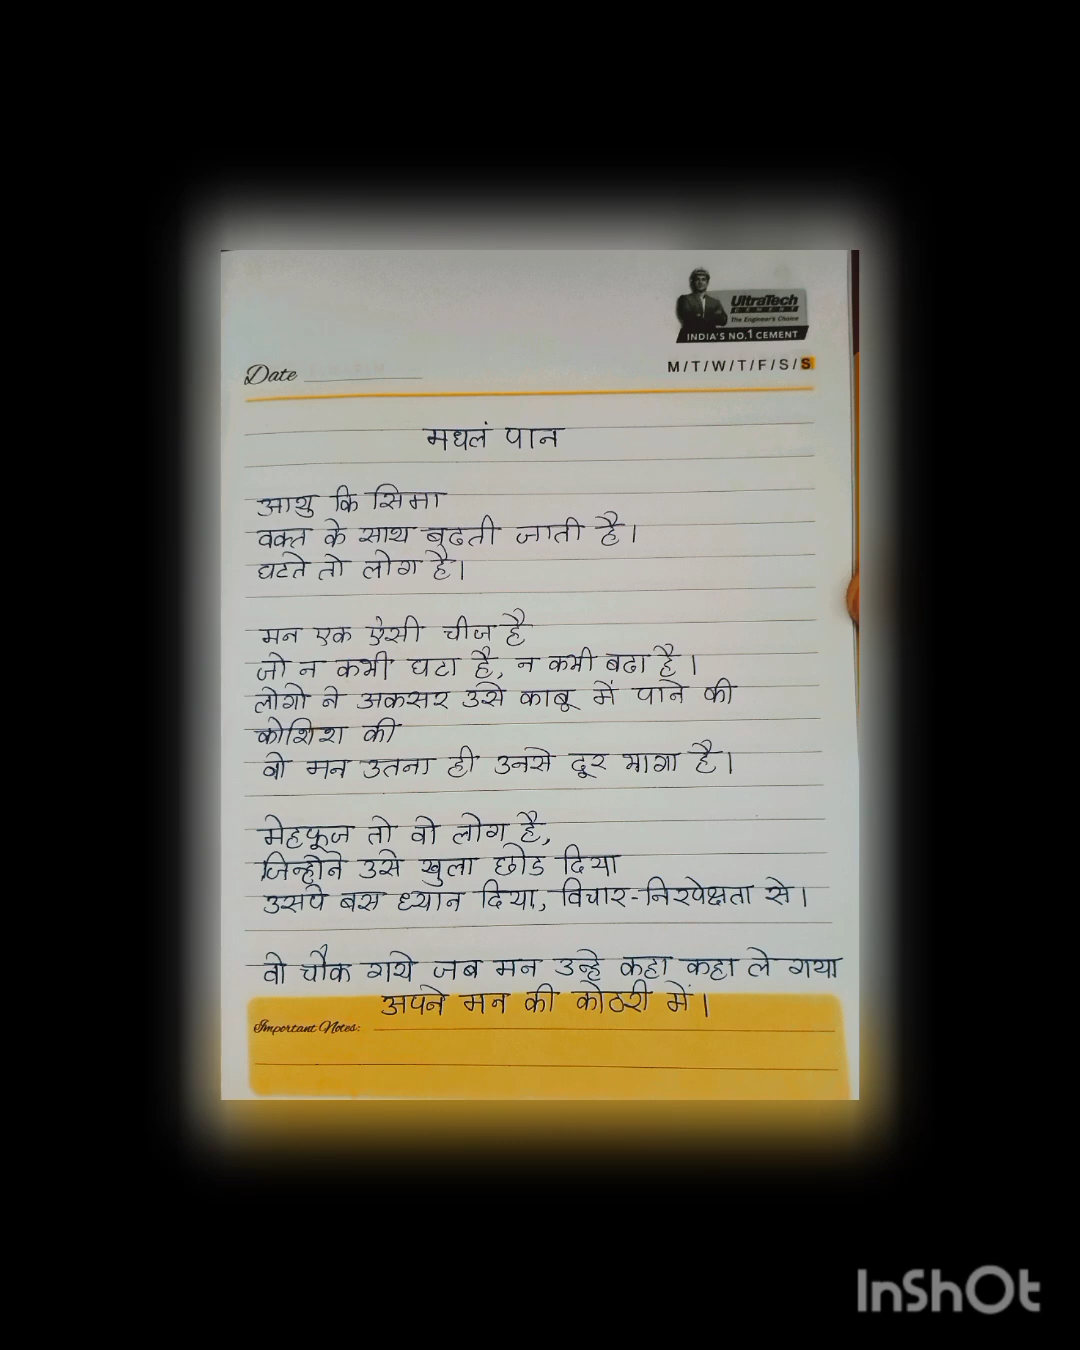 UltraTech
CEMENT
The Engineer's Choice
INDIA'S NO.1 CEMENT
Date
M/T/W/T/F/S/S
मधलं पान
आयु कि सिमा
वक्त के साथ बढती जाती है।
घटते तो लोग है।
मन एक ऐसी चीज है
जो न कभी घटा है, न कभी बढा है।
लोगो ने अकसर उसे काबू में पाने की
कोशिश की
वो मन उतना ही उनसे दूर भागा है।
मेहफूज तो वो लोग है,
जिन्होने उसे खुला छोड दिया
उसपे बस ध्यान दिया, विचार-निरपेक्षता से।
वो चौक गये जब मन उन्हे कहा कहा ले गया
अपने मन की कोठरी में।
Important Notes:
InShOt